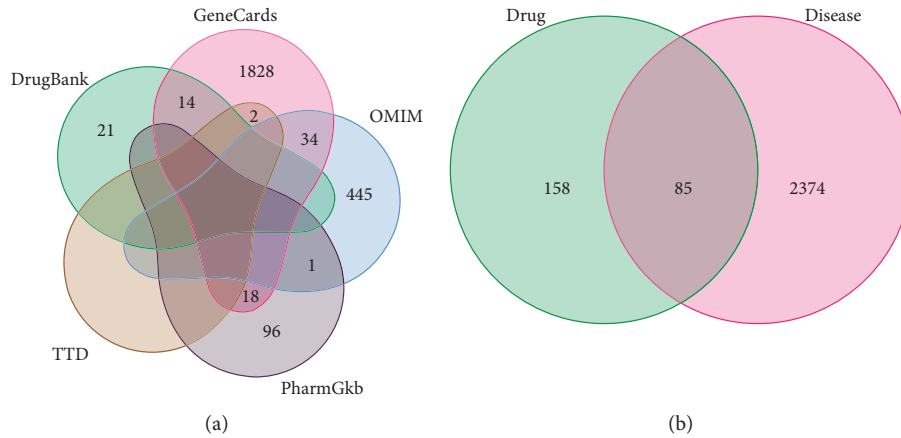 GeneCards
DrugBank
OMIM
TTD
PharmGkb
1828
14
2
21
34
445
1
18
96
(a)
Drug
Disease
158
85
2374
(b)